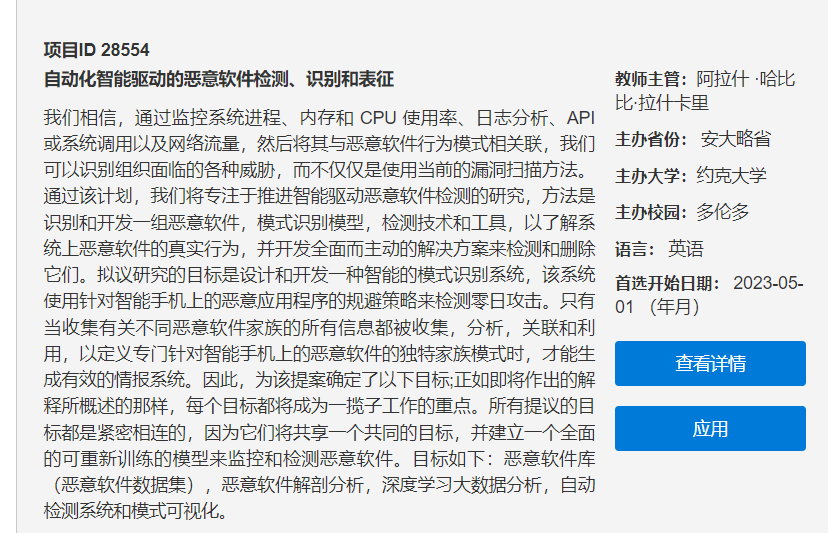 项目ID 28554
自动化智能驱动的恶意软件检测、识别和表征
我们相信，通过监控系统进程、内存和 CPU 使用率、日志分析、API
或系统调用以及网络流量，然后将其与恶意软件行为模式相关联，我们
可以识别组织面临的各种威胁，而不仅仅是使用当前的漏洞扫描方法。
通过该计划，我们将专注于推进智能驱动恶意软件检测的研究，方法是
识别和开发一组恶意软件，模式识别模型，检测技术和工具，以了解系
统上恶意软件的真实行为，并开发全面而主动的解决方案来检测和删除
它们。拟议研究的目标是设计和开发一种智能的模式识别系统，该系统
使用针对智能手机上的恶意应用程序的规避策略来检测零日攻击。只有
当收集有关不同恶意软件家族的所有信息都被收集，分析，关联和利
用，以定义专门针对智能手机上的恶意软件的独特家族模式时，才能生
成有效的情报系统。因此，为该提案确定了以下目标;正如即将作出的解
释所概述的那样，每个目标都将成为一揽子工作的重点。所有提议的目
标都是紧密相连的，因为它们将共享一个共同的目标，并建立一个全面
的可重新训练的模型来监控和检测恶意软件。目标如下：恶意软件库
（恶意软件数据集），恶意软件解剖分析，深度学习大数据分析，自动
检测系统和模式可视化。
教师主管：阿拉什 ·哈比
比·拉什卡里
主办省份： 安大略省
主办大学：约克大学
主办校园：多伦多
语言： 英语
首选开始日期： 2023-05-
01 （年月）
查看详情
应用